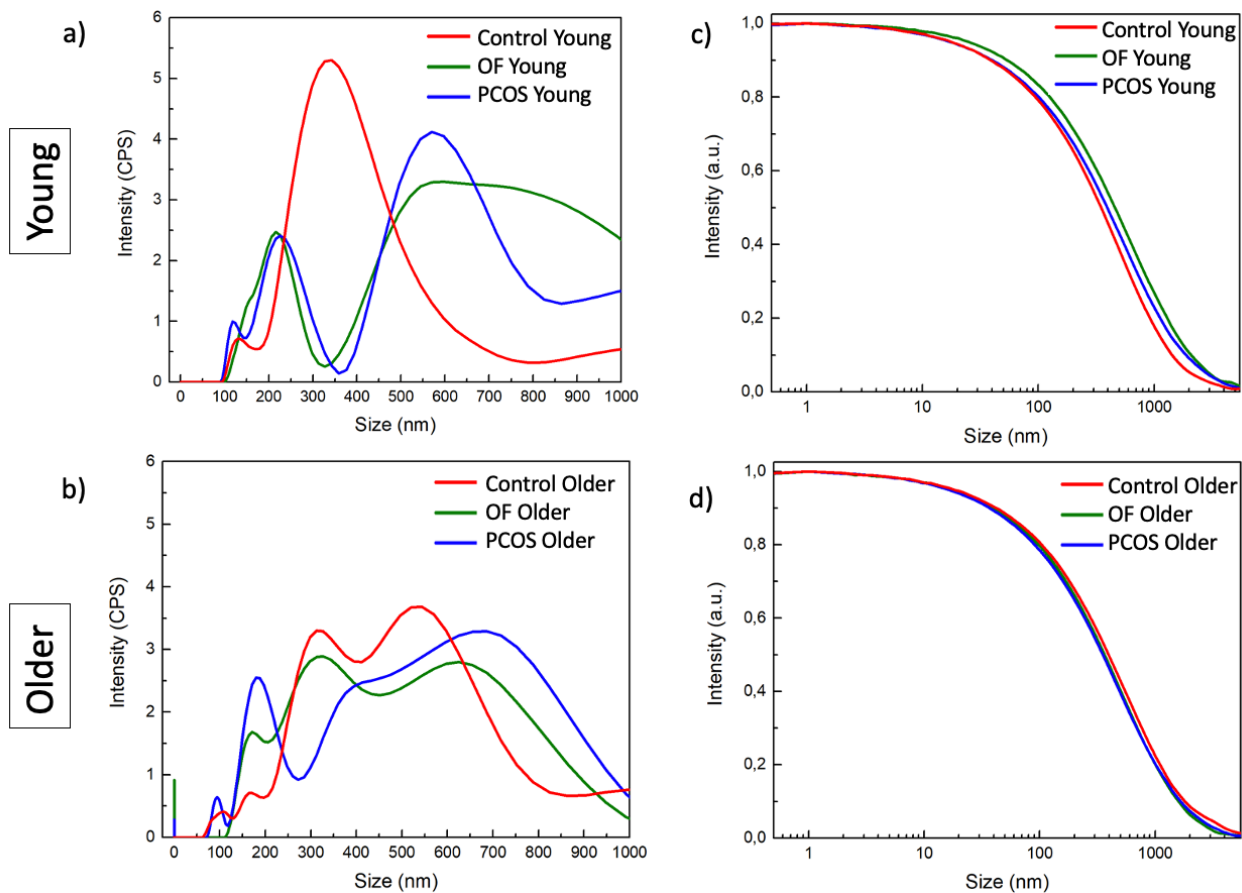 Young
a)
Control Young
OF Young
PCOS Young
Intensity (CPS)
6
5
4
3
2
1
0
0 100 200 300 400 500 600 700 800 900 1000
Size (nm)
c)
Control Young
OF Young
PCOS Young
Intensity (a.u.)
1,0
0,8
0,6
0,4
0,2
0,0
1 10 100 1000
Size (nm)
Older
b)
Control Older
OF Older
PCOS Older
Intensity (CPS)
6
5
4
3
2
1
0
0 100 200 300 400 500 600 700 800 900 1000
Size (nm)
d)
Control Older
OF Older
PCOS Older
Intensity (a.u.)
1,0
0,8
0,6
0,4
0,2
0,0
1 10 100 1000
Size (nm)